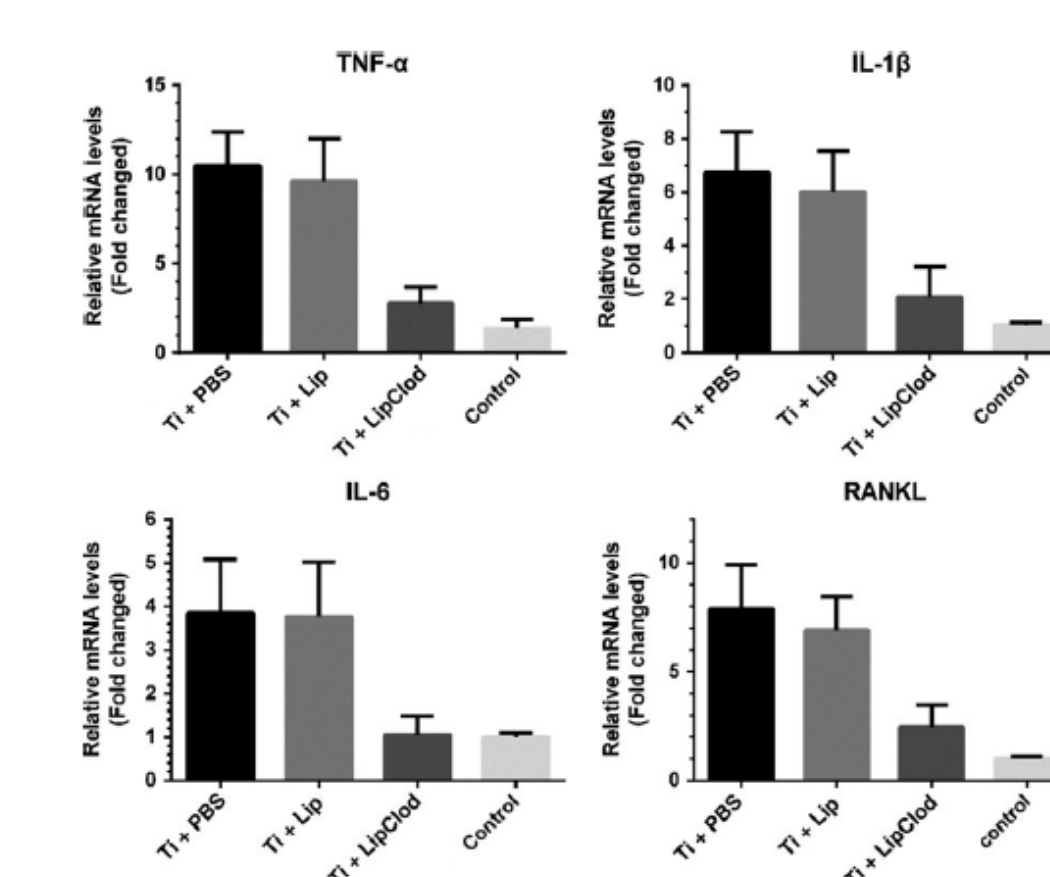 TNF-α
Relative mRNA levels
(Fold changed)
15
10
5
0
Ti + PBS
Ti + Lip
Ti + LipClod
Control
IL-1β
Relative mRNA levels
(Fold changed)
10
8
6
4
2
0
Ti + PBS
Ti + Lip
Ti + LipClod
Control
IL-6
Relative mRNA levels
(Fold changed)
6
5
4
3
2
1
0
Ti + PBS
Ti + Lip
Ti + LipClod
Control
RANKL
Relative mRNA levels
(Fold changed)
10
5
0
Ti + PBS
Ti + Lip
Ti + LipClod
control